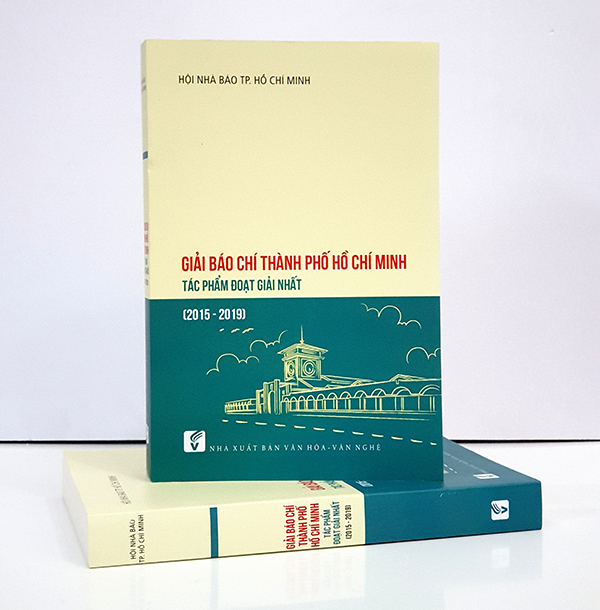 HỘI NHÀ BÁO TP. HỒ CHÍ MINH
GIẢI BÁO CHÍ THÀNH PHỐ HỒ CHÍ MINH
TÁC PHẨM ĐOẠT GIẢI NHẤT
(2015 - 2019)
NHÀ XUẤT BẢN VĂN HÓA - VĂN NGHỆ
HỘI NHÀ BÁO
TP. HỒ CHÍ MINH
GIẢI BÁO CHÍ
THÀNH PHỐ
HỒ CHÍ MINH
TÁC PHẨM
ĐOẠT GIẢI NHẤT
(2015 - 2019)